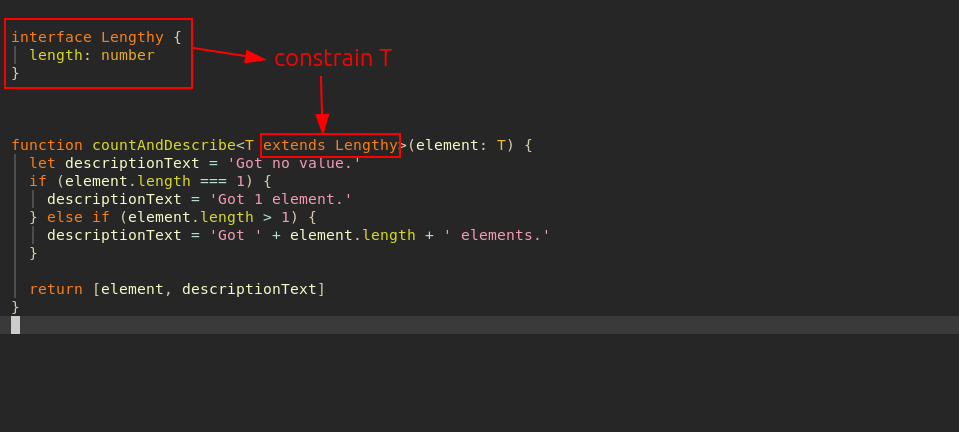 interface Lengthy {
length: number
}
constrain T
function countAndDescribe<T extends Lengthy>(element: T) {
let descriptionText = 'Got no value.'
if (element.length === 1) {
descriptionText = 'Got 1 element.'
} else if (element.length > 1) {
descriptionText = 'Got ' + element.length + ' elements.'
}
return [element, descriptionText]
}